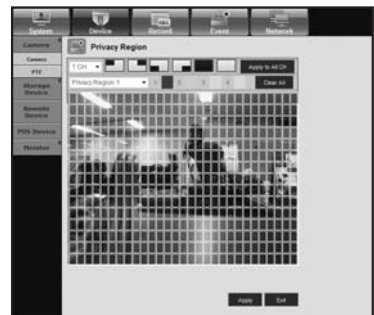 System Device Record Event Network
Camera
Privacy Region
Camera
1 CH Apply to All CH
PTZ
Privacy Region 1 1 2 3 4 Clear All
Storage
Device
Remote
Device
POS Device
Monitor
Apply Exit